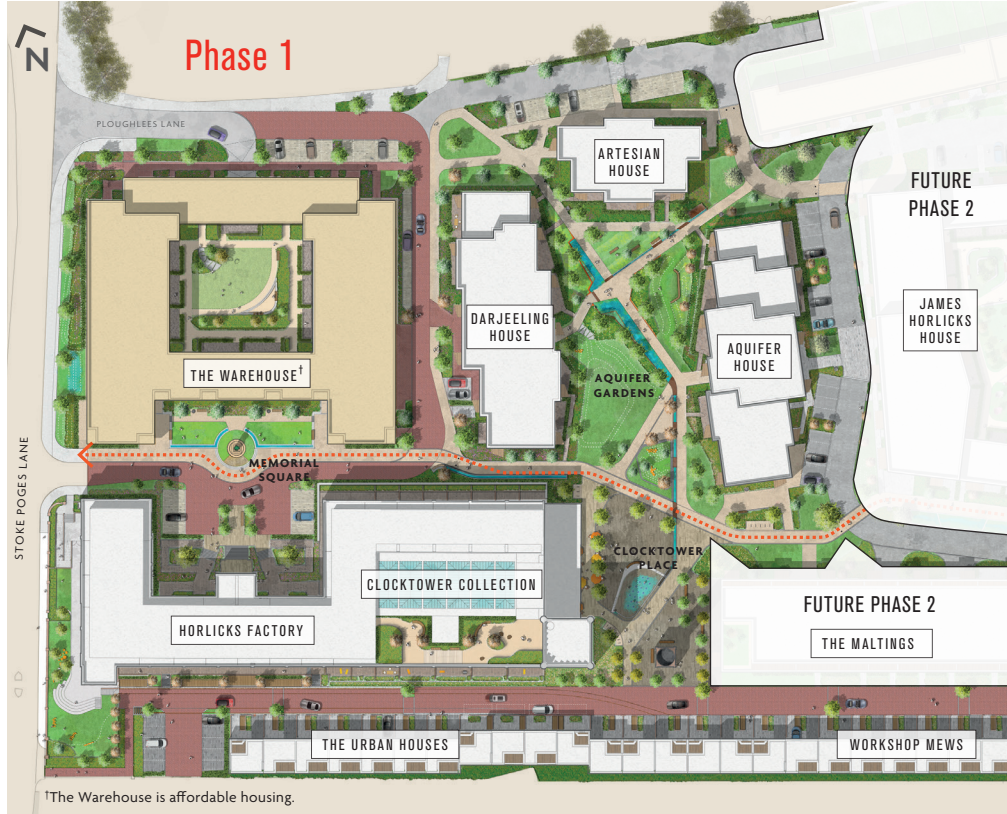 N
Phase 1
PLOUGHLEES LANE
ARTESIAN
HOUSE
FUTURE
PHASE 2
DARJEELING
HOUSE
JAMES
HORLICKS
HOUSE
AQUIFER
HOUSE
THE WAREHOUSE†
AQUIFER
GARDENS
MEMORIAL
SQUARE
STOKE POGES LANE
CLOCKTOWER
PLACE
CLOCKTOWER COLLECTION
FUTURE PHASE 2
HORLICKS FACTORY
THE MALTINGS
THE URBAN HOUSES
WORKSHOP MEWS
†The Warehouse is affordable housing.